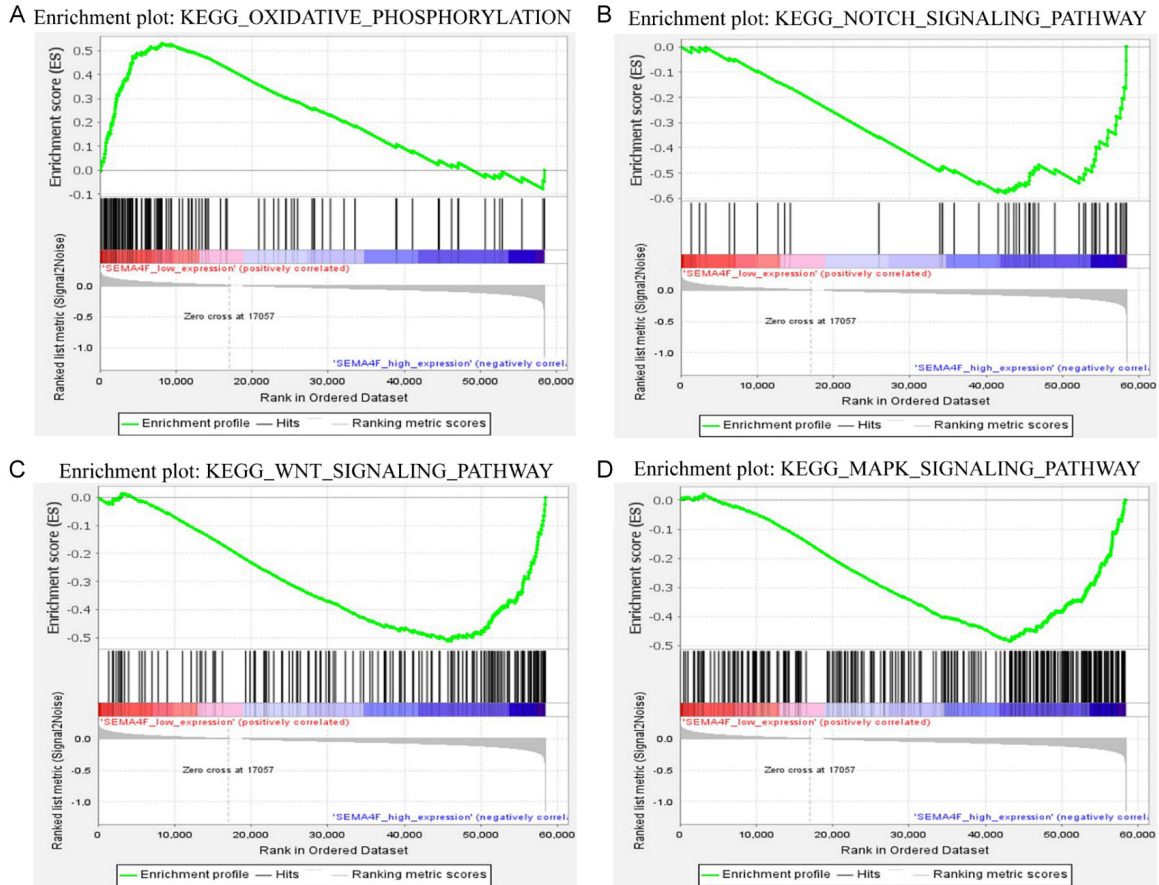 A Enrichment plot: KEGG_OXIDATIVE_PHOSPHORYLATION
Enrichment score (ES)
0.5
0.4
0.3
0.2
0.1
0.0
-0.1
'SEMA4F_low_expression' (positively correlated)
Ranked list metric (Signal2Noise)
0.0
-0.5
-1.0
Zero cross at 17057
'SEMA4F_high_expression' (negatively correl.
0 10,000 20,000 30,000 40,000 50,000 60,000
Rank in Ordered Dataset
Enrichment profile Hits Ranking metric scores
B Enrichment plot: KEGG_NOTCH_SIGNALING_PATHWAY
Enrichment score (ES)
0.0
-0.1
-0.2
-0.3
-0.4
-0.5
-0.6
'SEMA4F_low_expression' (positively correlated)
Ranked list metric (Signal2Noise)
0.0
-0.5
-1.0
Zero cross at 17057
'SEMA4F_high_expression' (negatively correl.
0 10,000 20,000 30,000 40,000 50,000 60,000
Rank in Ordered Dataset
Enrichment profile Hits Ranking metric scores
C Enrichment plot: KEGG_WNT_SIGNALING_PATHWAY
Enrichment score (ES)
0.0
-0.1
-0.2
-0.3
-0.4
-0.5
'SEMA4F_low_expression' (positively correlated)
Ranked list metric (Signal2Noise)
0.0
-0.5
-1.0
Zero cross at 17057
'SEMA4F_high_expression' (negatively correl.
0 10,000 20,000 30,000 40,000 50,000 60,000
Rank in Ordered Dataset
Enrichment profile Hits Ranking metric scores
D Enrichment plot: KEGG_MAPK_SIGNALING_PATHWAY
Enrichment score (ES)
0.0
-0.1
-0.2
-0.3
-0.4
-0.5
'SEMA4F_low_expression' (positively correlated)
Ranked list metric (Signal2Noise)
0.0
-0.5
-1.0
Zero cross at 17057
'SEMA4F_high_expression' (negatively correl.
0 10,000 20,000 30,000 40,000 50,000 60,000
Rank in Ordered Dataset
Enrichment profile Hits Ranking metric scores